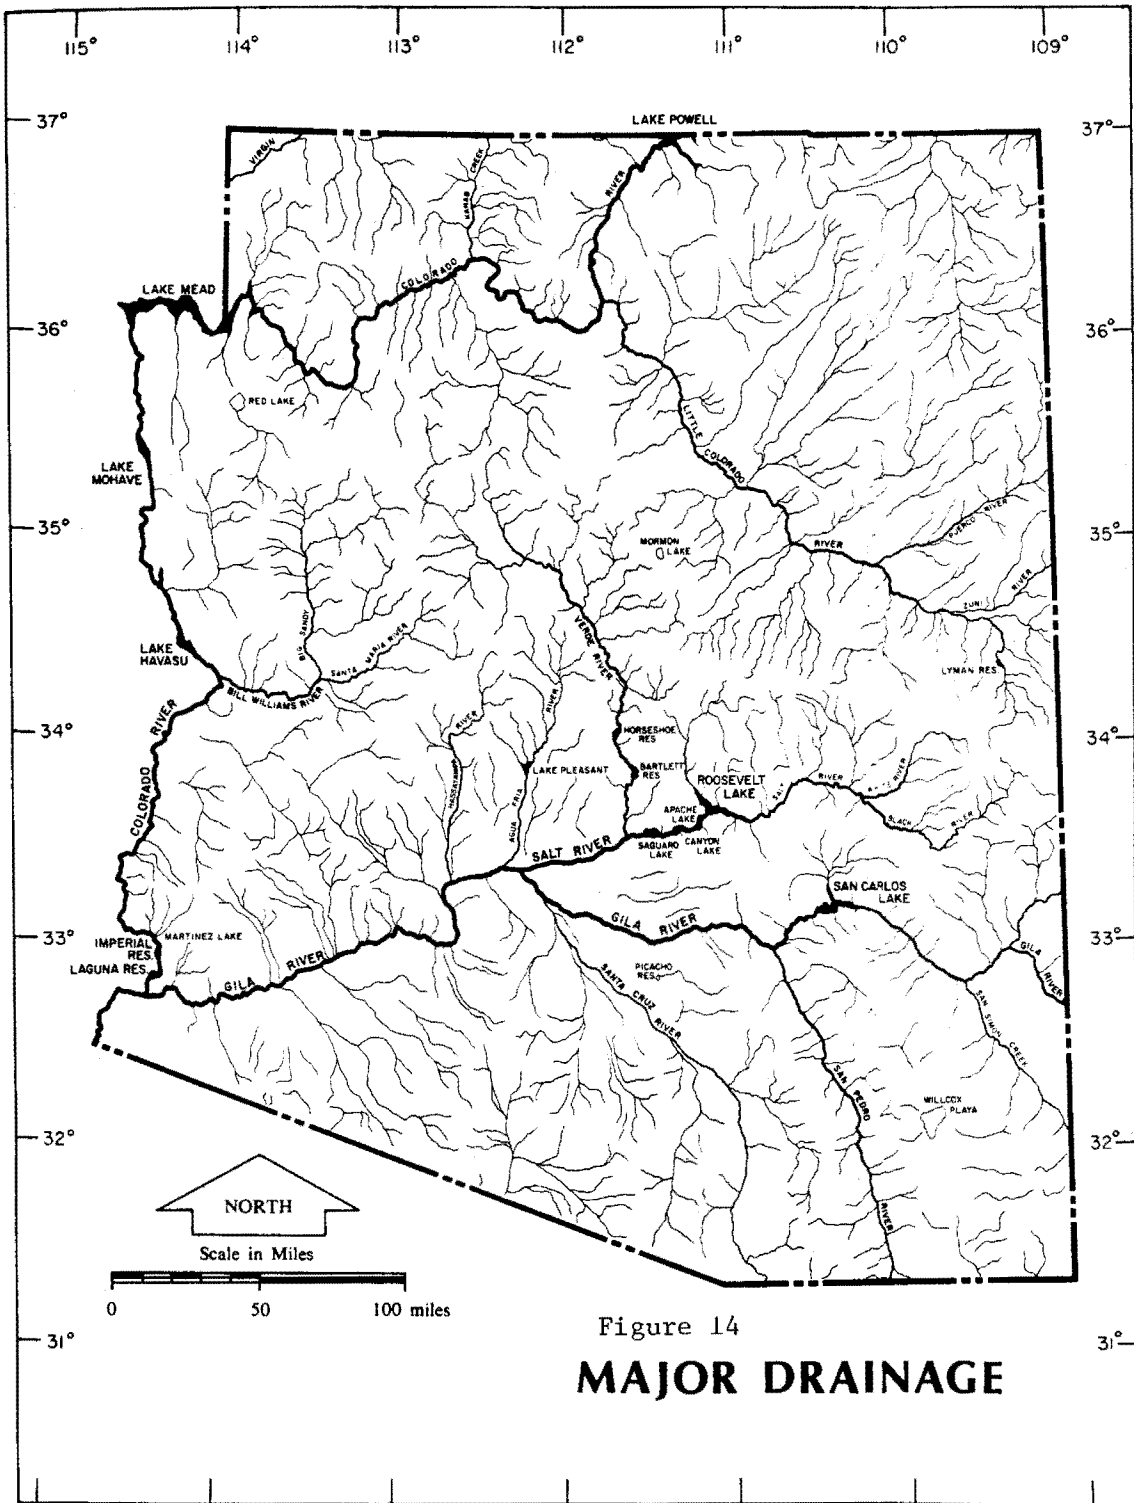 115° 114° 113° 112° 111° 110° 109°
37° 37°
LAKE POWELL
VIRGIN
KANAB CREEK
RIVER
COLORADO
LAKE MEAD
36° 36°
RED LAKE
LITTLE COLORADO
LAKE
MOHAVE
35° 35°
PUERCO RIVER
RIVER
MORMON
LAKE
ZUNI RIVER
BIG SANDY
VERDE RIVER
SANTA MARIA RIVER
LAKE
HAVASU
LYMAN RES.
BILL WILLIAMS RIVER
34° 34°
COLORADO RIVER
HASSAYAMPA RIVER
AGUA FRIA RIVER
HORSESHOE
RES.
LAKE PLEASANT
BARTLETT
RES.
ROOSEVELT
LAKE
SALT RIVER
WHITE RIVER
BLACK RIVER
APACHE
LAKE
SALT RIVER
SAGUARO
LAKE
CANYON
LAKE
SAN CARLOS
LAKE
33° 33°
GILA RIVER
GILA RIVER
MARTINEZ LAKE
IMPERIAL
RES.
LAGUNA RES.
GILA RIVER
PICACHO
RES.
SANTA CRUZ RIVER
SAN SIMON CREEK
SAN PEDRO RIVER
WILLCOX
PLAYA
32° 32°
NORTH
Scale in Miles
0 50 100 miles
31° 31°
Figure 14
MAJOR DRAINAGE